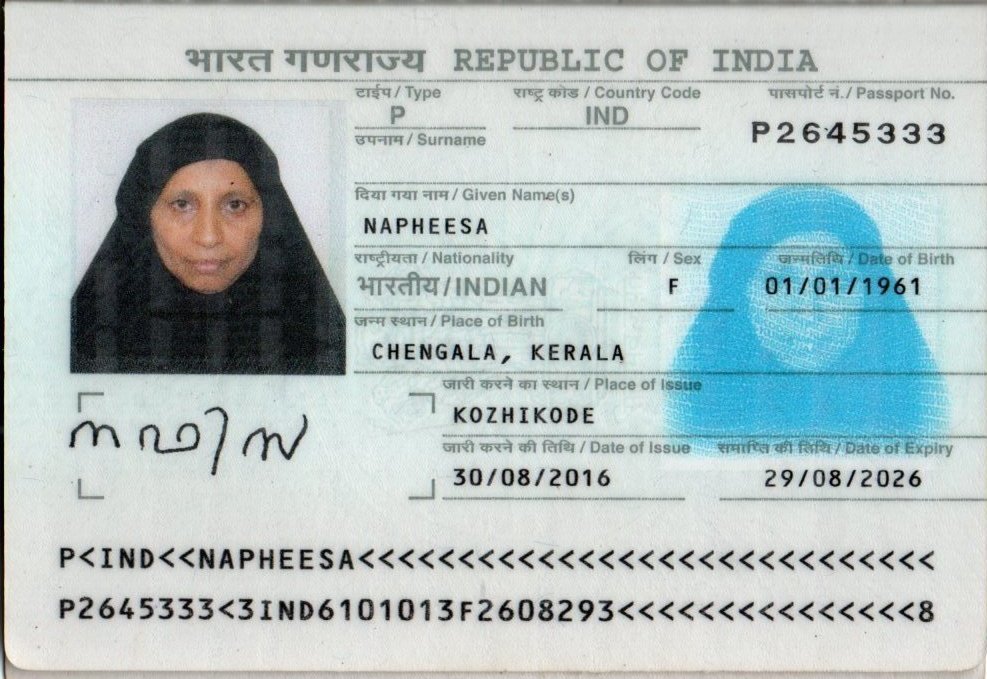 भारत गणराज्य REPUBLIC OF INDIA
टाईप / Type राष्ट्र कोड / Country Code पासपोर्ट नं. / Passport No.
P IND P2645333
उपनाम / Surname
दिया गया नाम / Given Name(s)
NAPHEESA
राष्ट्रीयता / Nationality लिंग / Sex जन्मतिथि / Date of Birth
भारतीय / INDIAN F 01/01/1961
जन्म स्थान / Place of Birth
CHENGALA, KERALA
जारी करने का स्थान / Place of Issue
KOZHIKODE
जारी करने की तिथि / Date of Issue समाप्ति की तिथि / Date of Expiry
30/08/2016 29/08/2026
നഫീസ
P<IND<<NAPHEESA<<<<<<<<<<<<<<<<<<<<<<<<<<<<<
P2645333<3IND6101013F2608293<<<<<<<<<<<<<<<8